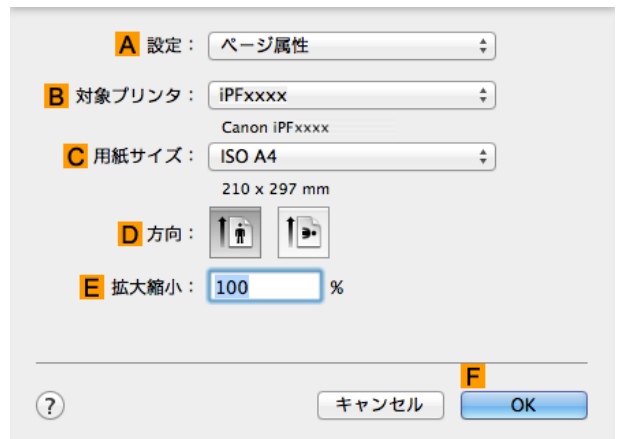 A 設定： ページ属性
B 対象プリンタ： iPFxxxx
Canon iPFxxxx
C 用紙サイズ： ISO A4
210 x 297 mm
D 方向：
E 拡大縮小： 100 %
F
? キャンセル OK